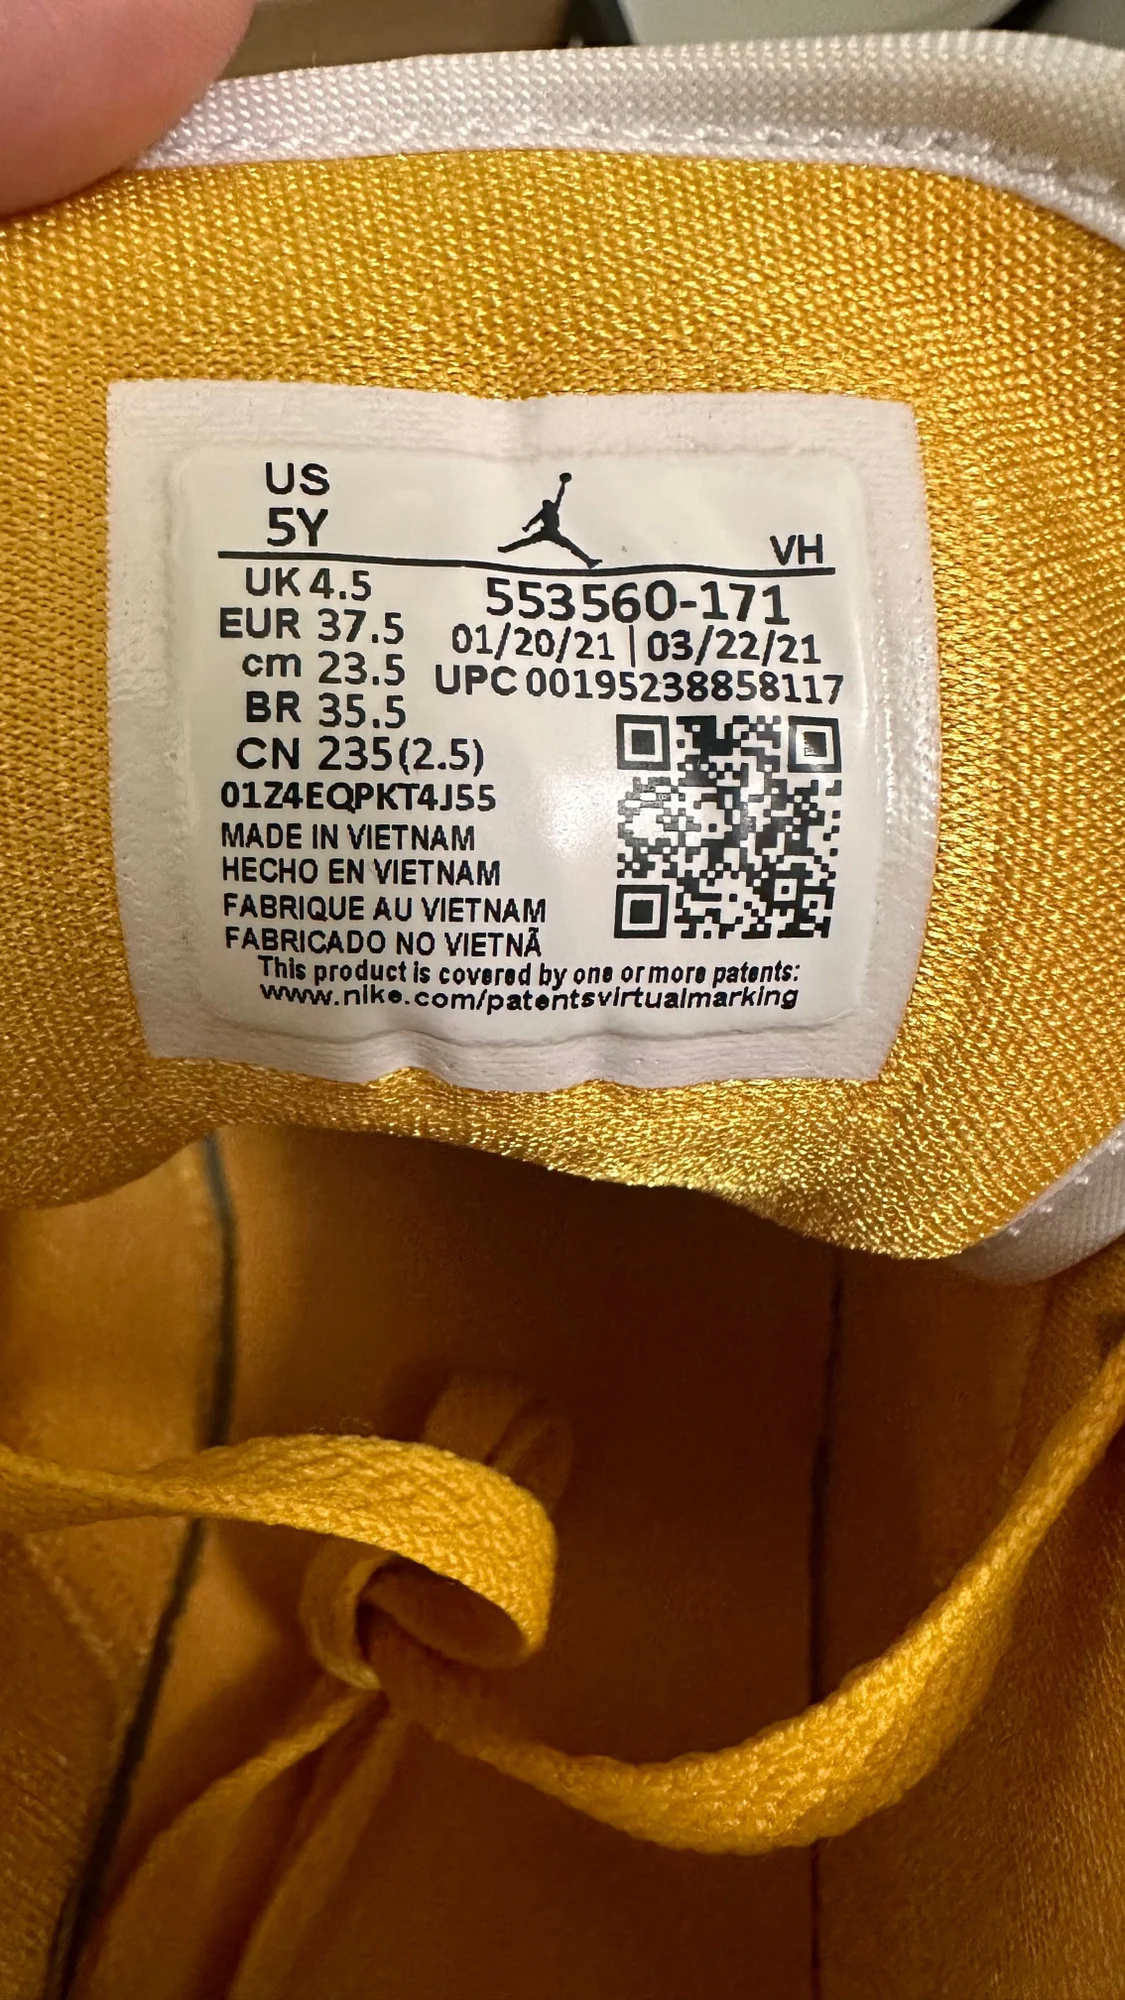 US
5Y
VH
UK 4.5
EUR 37.5
cm 23.5
BR 35.5
CN 235(2.5)
553560-171
01/20/21 | 03/22/21
UPC 00195238858117
01Z4EQPKT4J55
MADE IN VIETNAM
HECHO EN VIETNAM
FABRIQUE AU VIETNAM
FABRICADO NO VIETNÃ
This product is covered by one or more patents:
www.nike.com/patentsvirtualmarking